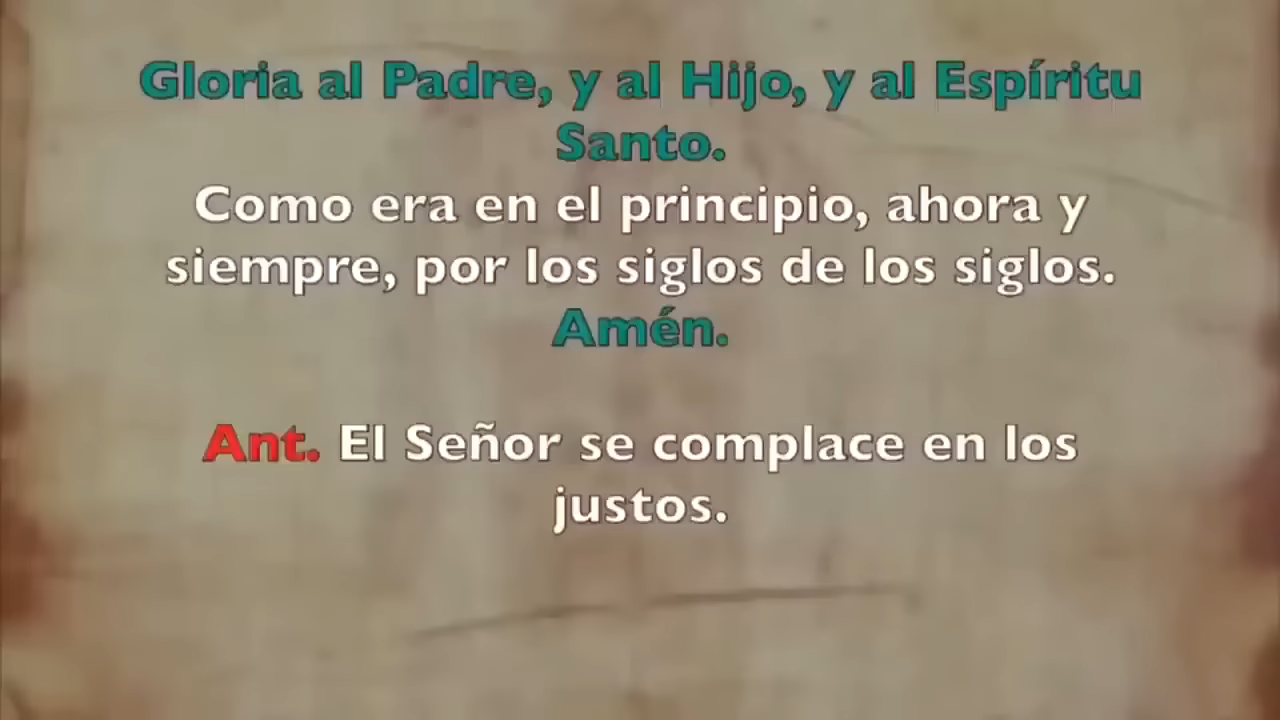 Gloria al Padre, y al Hijo, y al Espíritu
Santo.
Como era en el principio, ahora y
siempre, por los siglos de los siglos.
Amén.
Ant. El Señor se complace en los
justos.